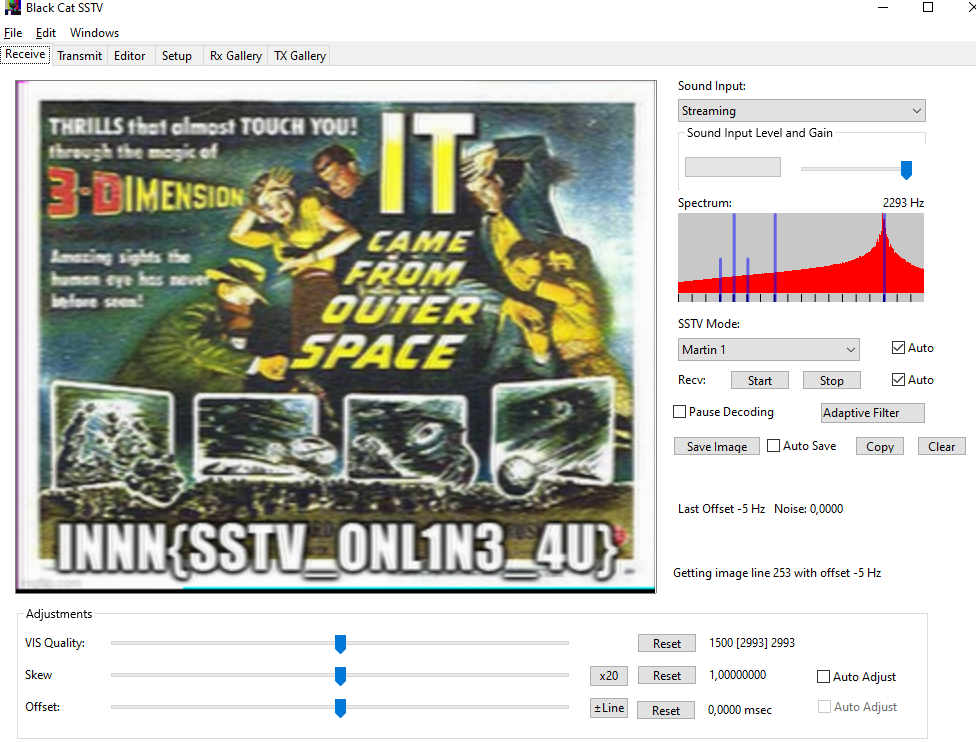 Black Cat SSTV
File Edit Windows
Receive Transmit Editor Setup Rx Gallery TX Gallery
THRILLS that almost TOUCH YOU!
through the magic of
3-DIMENSION
Amazing sights the
human eye has never
before seen!
IT
CAME
FROM
OUTER
SPACE
INNN{SSTV_0NL1N3_4U}
imgflip.com
Sound Input:
Streaming
Sound Input Level and Gain
Spectrum: 2293 Hz
SSTV Mode:
Martin 1 Auto
Recv: Start Stop Auto
Pause Decoding Adaptive Filter
Save Image Auto Save Copy Clear
Last Offset -5 Hz Noise: 0,0000
Getting image line 253 with offset -5 Hz
Adjustments
VIS Quality: Reset 1500 [2993] 2993
Skew x20 Reset 1,00000000 Auto Adjust
Offset: ±Line Reset 0,0000 msec Auto Adjust